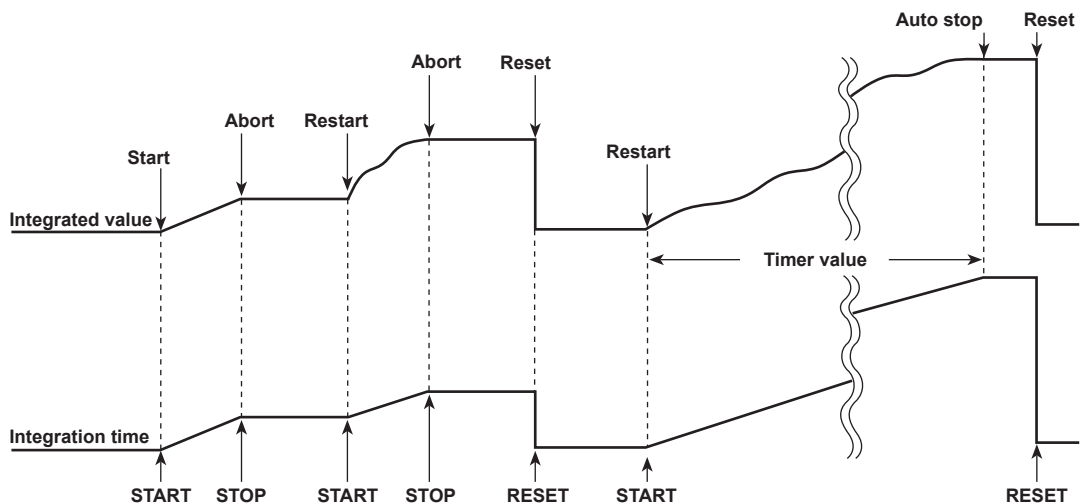 Auto stop Reset
Abort Reset
Abort Restart
Start Restart
Integrated value
Timer value
Integration time
START STOP START STOP RESET START RESET